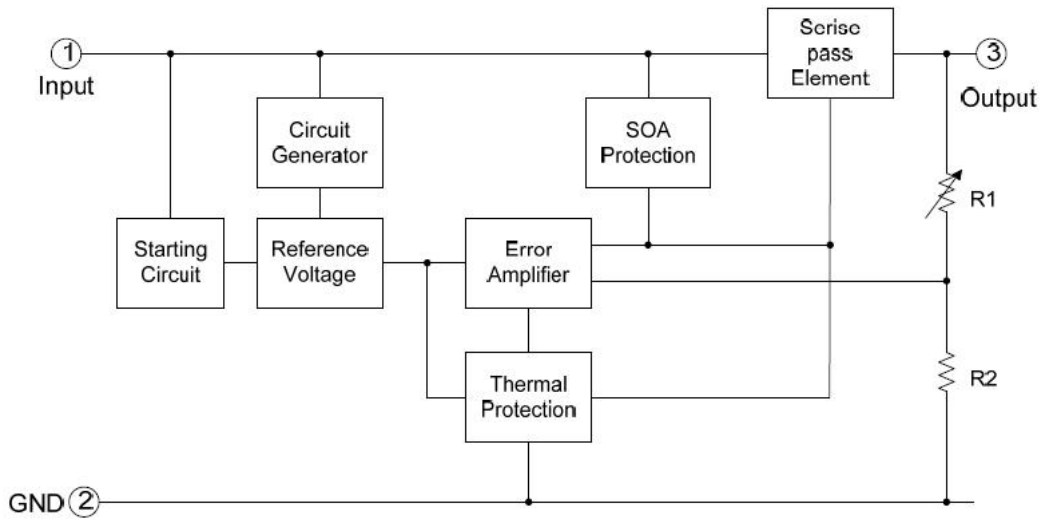 Serise
pass
Element
1
Input
3
Output
Circuit
Generator
SOA
Protection
R1
Starting
Circuit
Reference
Voltage
Error
Amplifier
Thermal
Protection
R2
GND 2